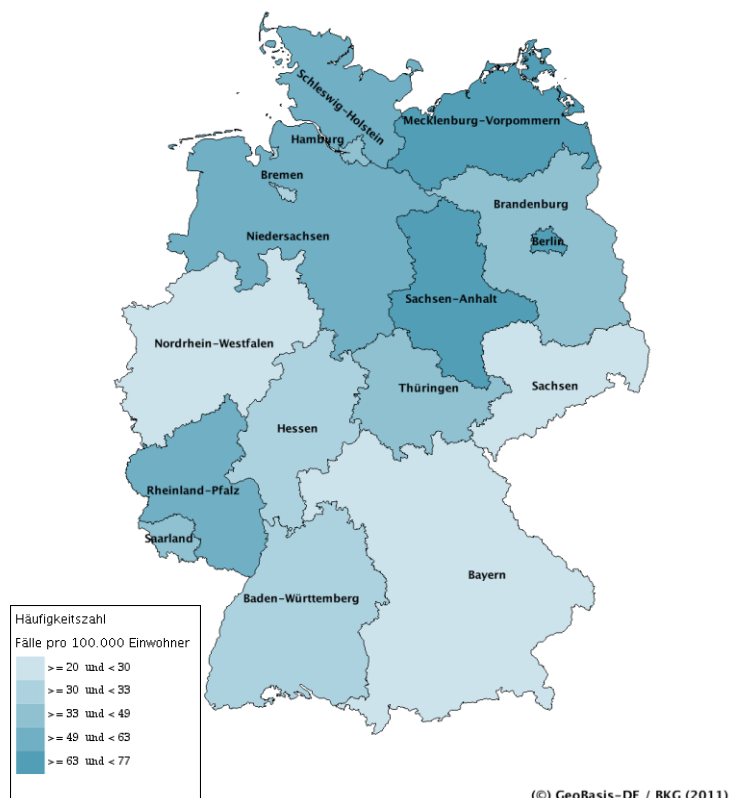 Schleswig-Holstein
Mecklenburg-Vorpommern
Hamburg
Bremen
Brandenburg
Niedersachsen
Berlin
Sachsen-Anhalt
Nordrhein-Westfalen
Thüringen
Sachsen
Hessen
Rheinland-Pfalz
Saarland
Bayern
Baden-Württemberg
Häufigkeitszahl
Fälle pro 100.000 Einwohner
>= 20 und < 30
>= 30 und < 33
>= 33 und < 49
>= 49 und < 63
>= 63 und < 77
(©) GeoBasis-DE / BKG (2011)